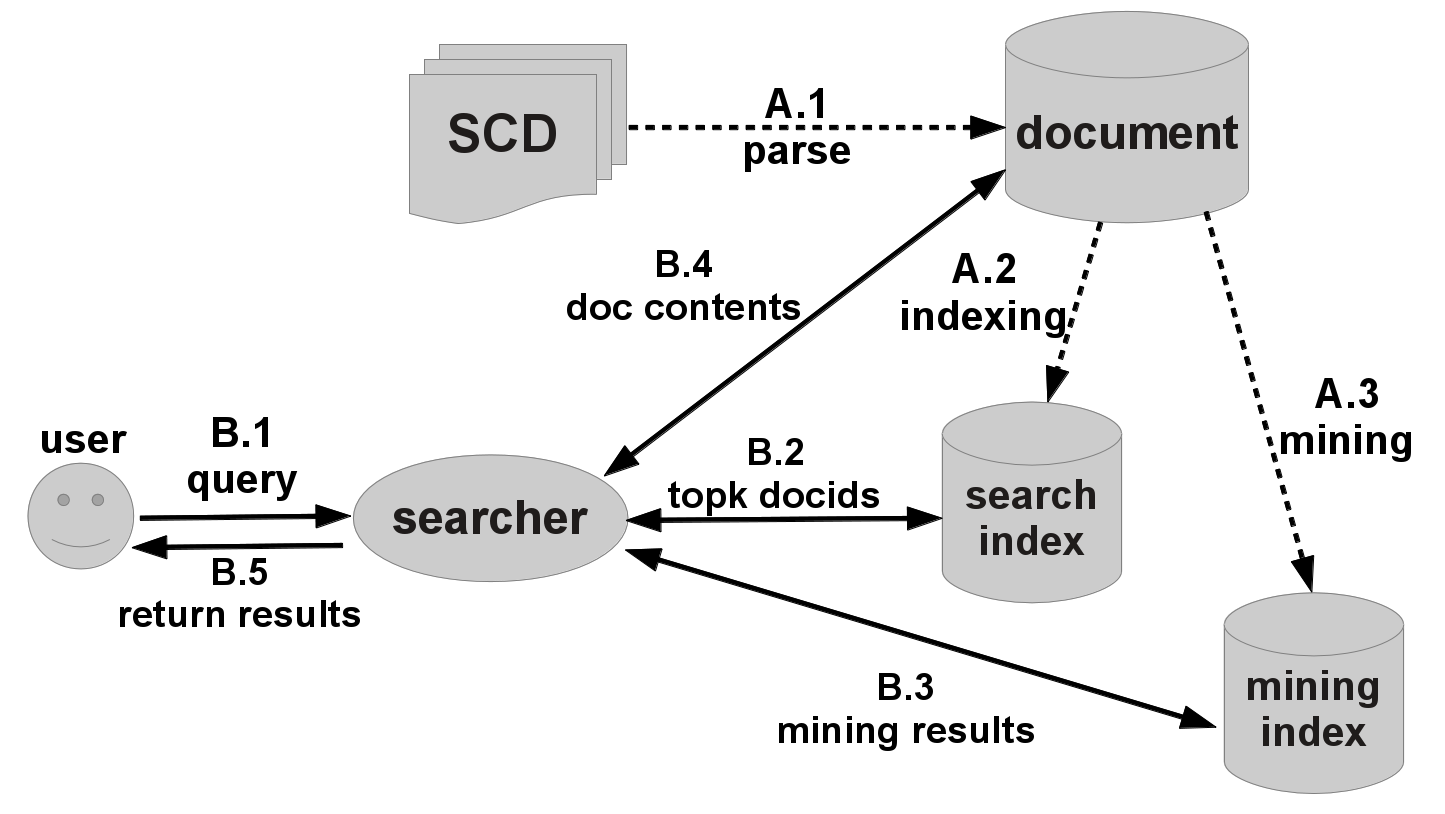 SCD
A.1
parse
document
B.4
doc contents
A.2
indexing
A.3
mining
user
B.1
query
searcher
B.2
topk docids
search
index
B.5
return results
B.3
mining results
mining
index